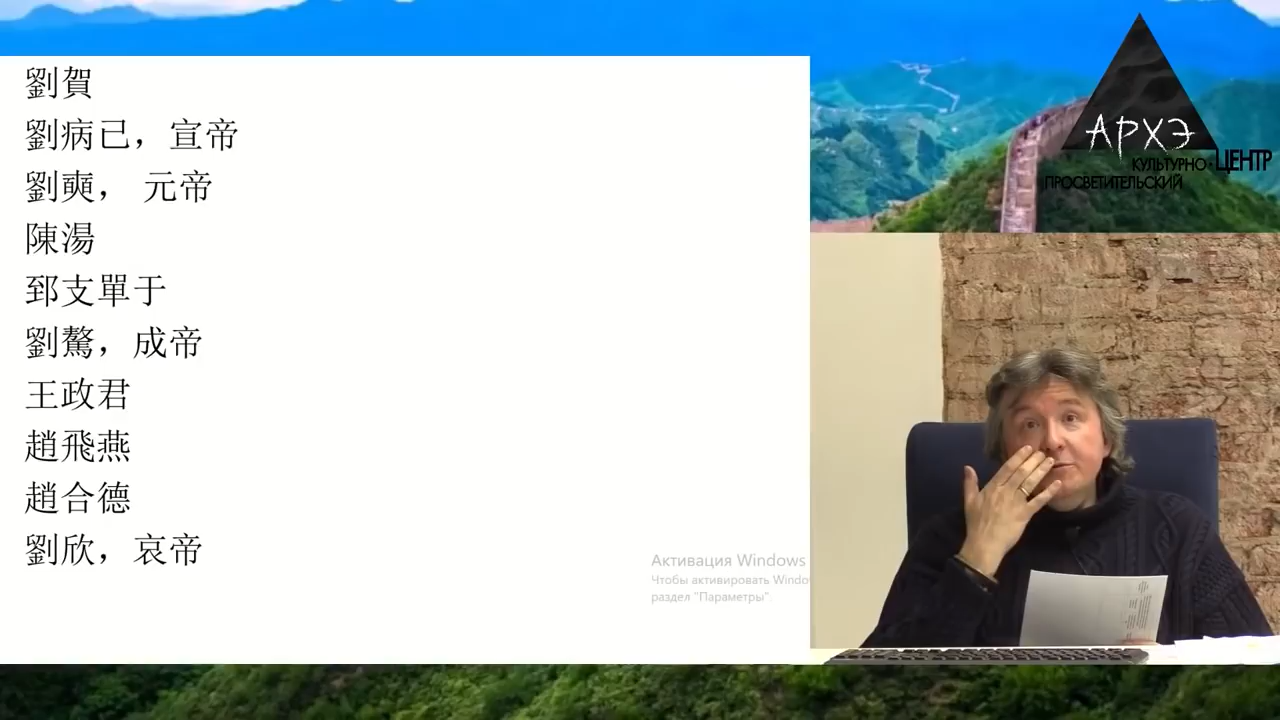 劉賀
劉病已，宣帝
劉奭， 元帝
陳湯
郅支單于
劉驁，成帝
王政君
趙飛燕
趙合德
劉欣，哀帝
Активация Windows
Чтобы активировать Windo
раздел "Параметры".
АРХЭ
КУЛЬТУРНО-ЦЕНТР
ПРОСВЕТИТЕЛЬСКИЙ